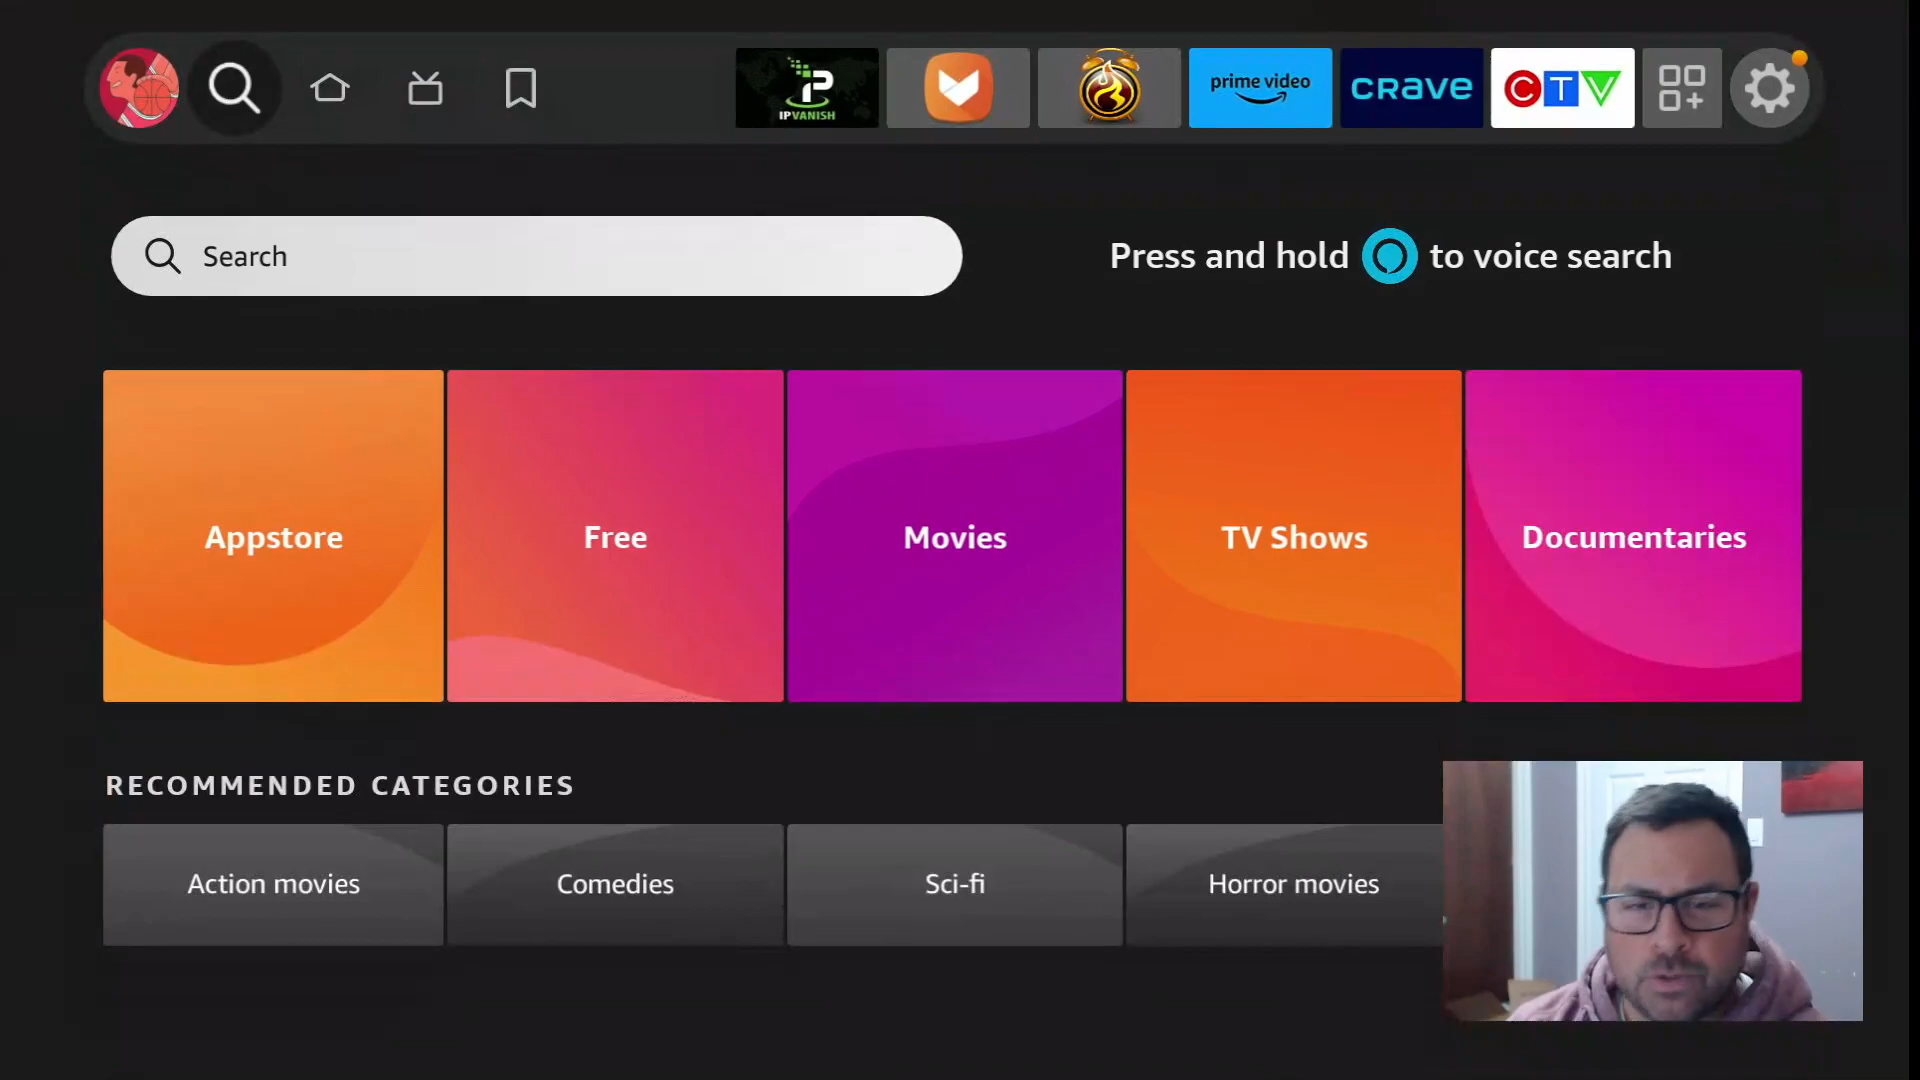 IPVANISH
prime video
CRAVE
CTV
Search
Press and hold to voice search
Appstore
Free
Movies
TV Shows
Documentaries
RECOMMENDED CATEGORIES
Action movies
Comedies
Sci-fi
Horror movies